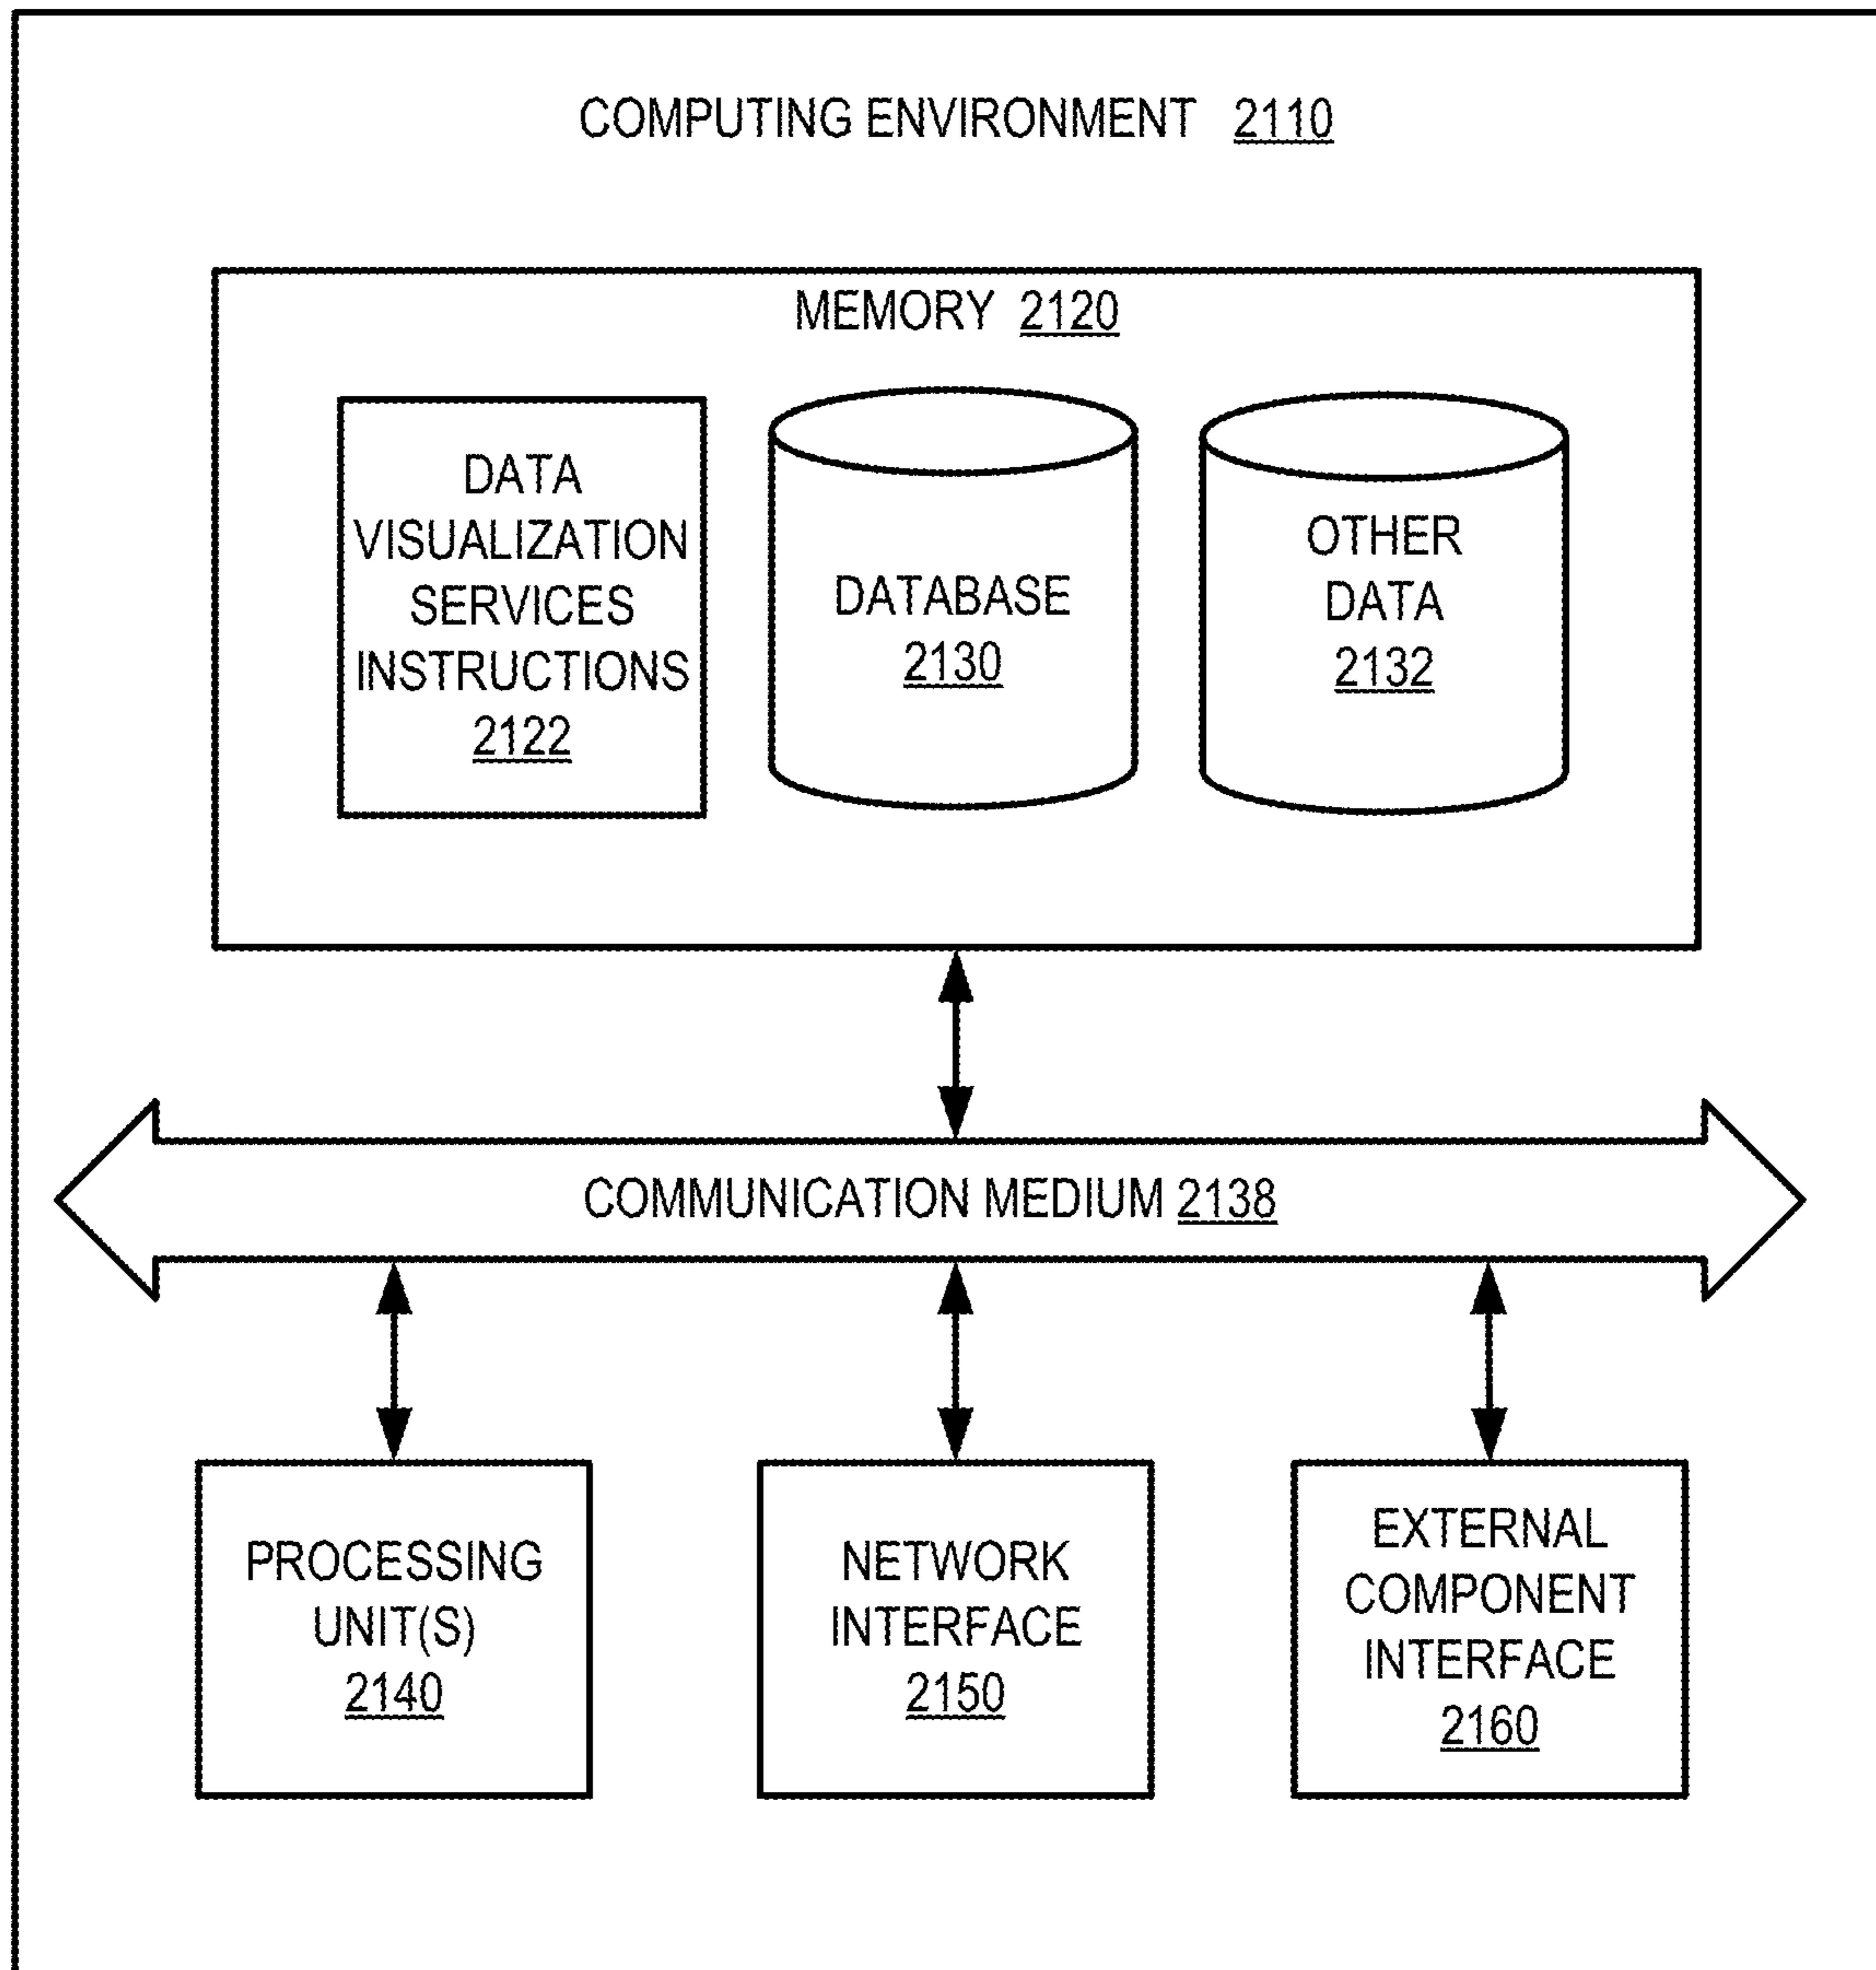 COMPUTING ENVIRONMENT 2110
MEMORY 2120
DATA
VISUALIZATION
SERVICES
INSTRUCTIONS
2122
DATABASE
2130
OTHER
DATA
2132
COMMUNICATION MEDIUM 2138
PROCESSING
UNIT(S)
2140
NETWORK
INTERFACE
2150
EXTERNAL
COMPONENT
INTERFACE
2160